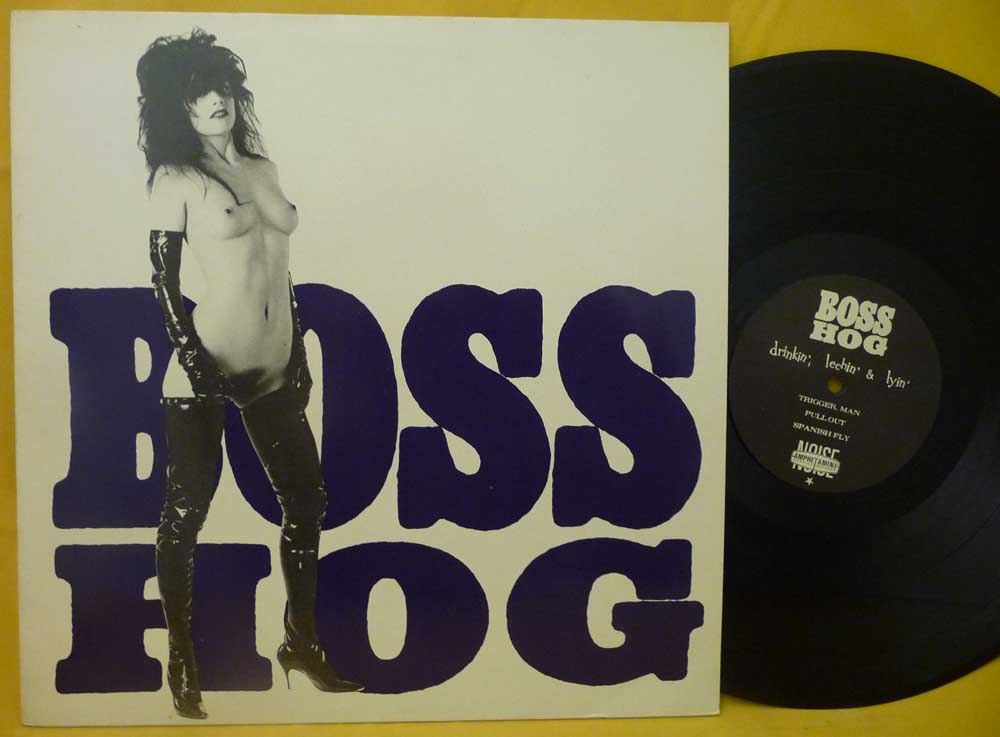 BOSS
HOG
BOSS
HOG
drinkin', lechin' & lyin'
TRIGGER, MAN
PULL OUT
SPANISH FLY
NOISE
AMPHETAMINE